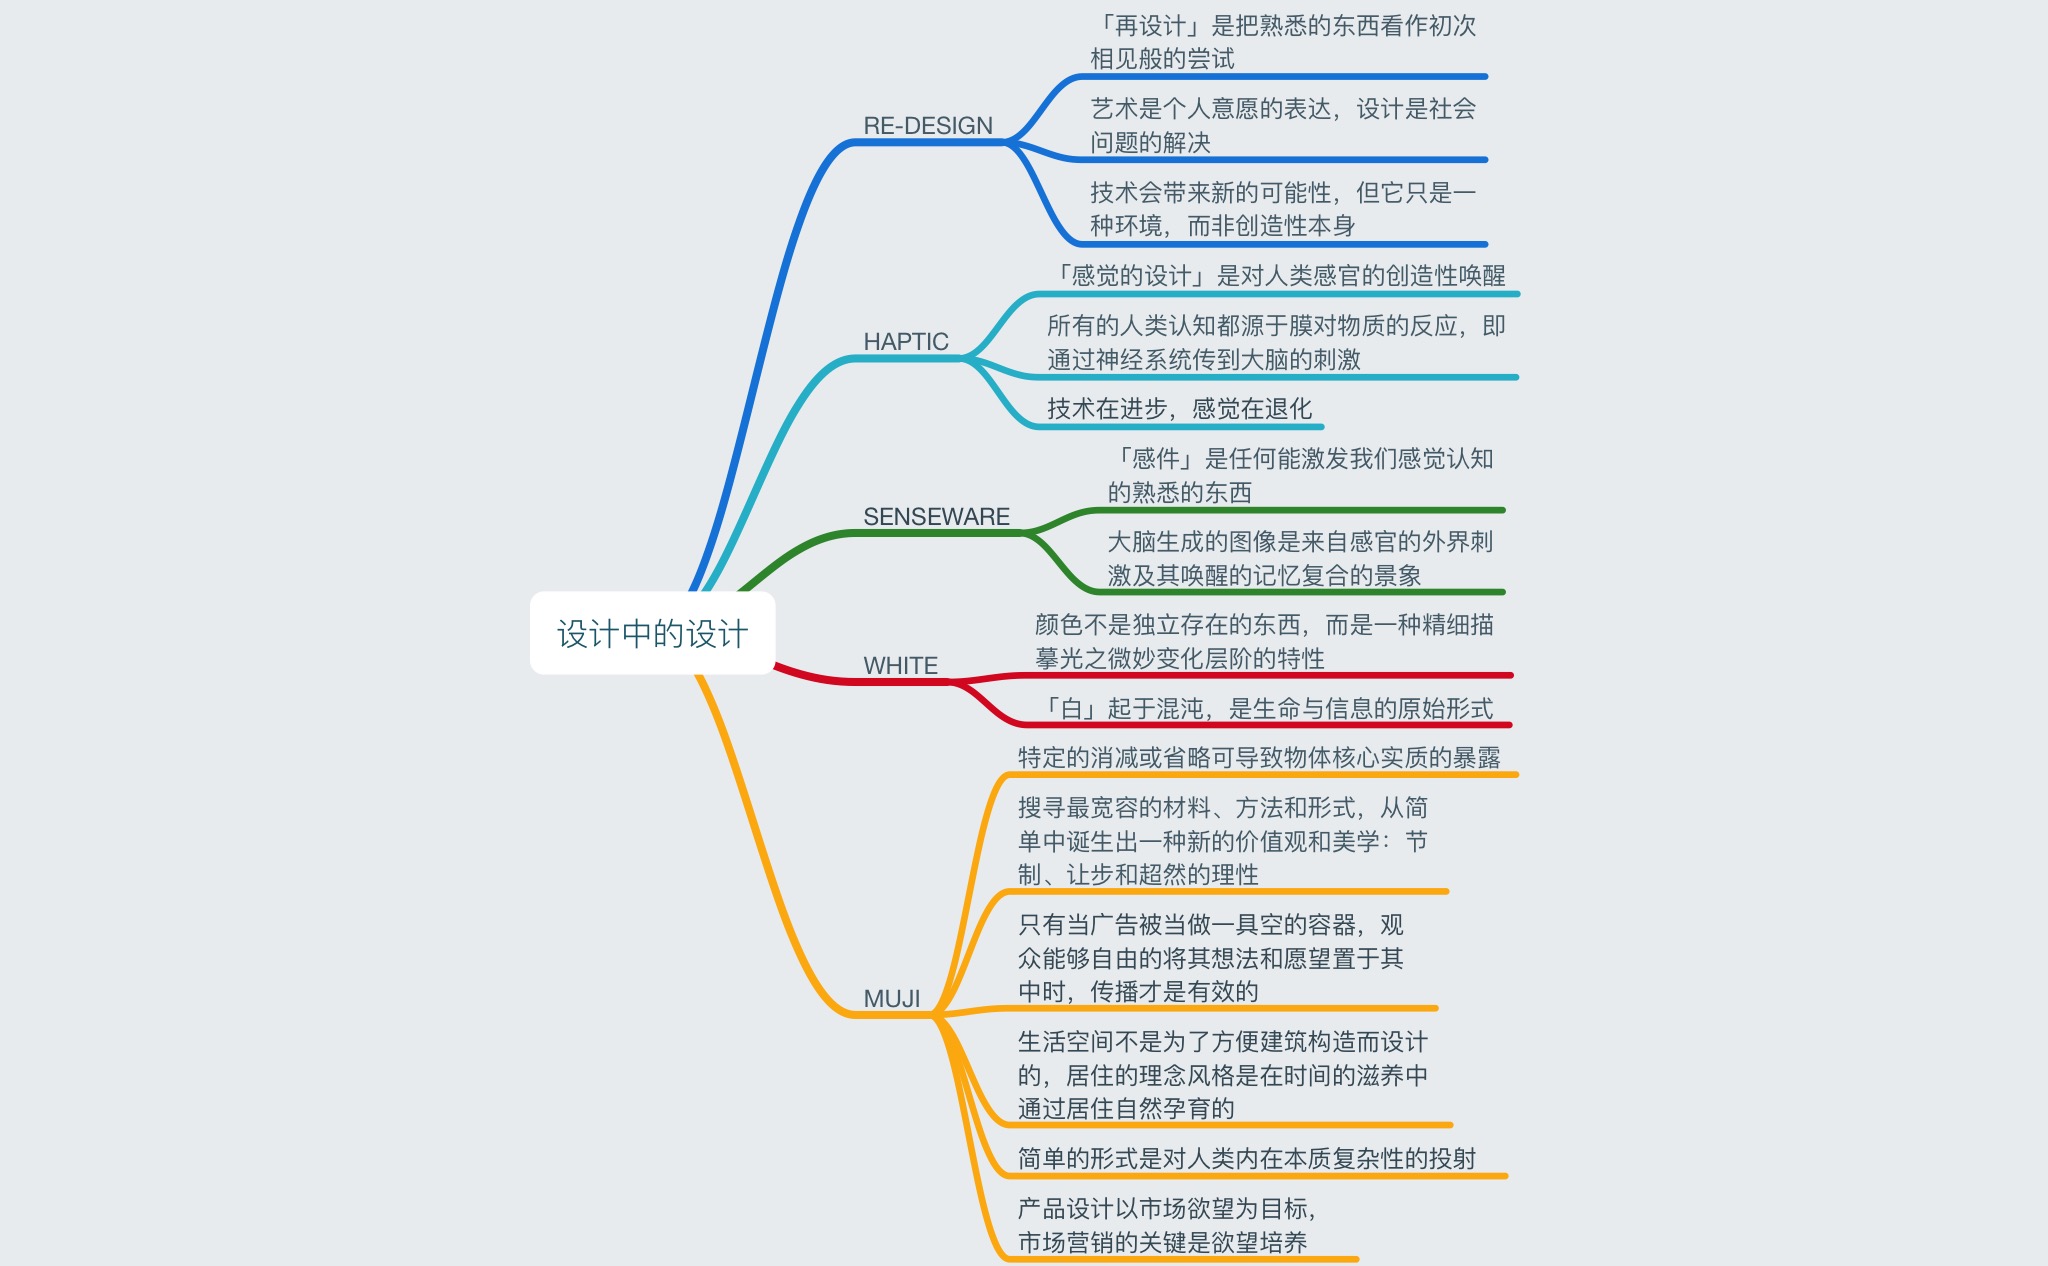 设计中的设计
RE-DESIGN
「再设计」是把熟悉的东西看作初次
相见般的尝试
艺术是个人意愿的表达，设计是社会
问题的解决
技术会带来新的可能性，但它只是一
种环境，而非创造性本身
HAPTIC
「感觉的设计」是对人类感官的创造性唤醒
所有的人类认知都源于膜对物质的反应，即
通过神经系统传到大脑的刺激
技术在进步，感觉在退化
SENSEWARE
「感件」是任何能激发我们感觉认知
的熟悉的东西
大脑生成的图像是来自感官的外界刺
激及其唤醒的记忆复合的景象
WHITE
颜色不是独立存在的东西，而是一种精细描
摹光之微妙变化层阶的特性
「白」起于混沌，是生命与信息的原始形式
MUJI
特定的消减或省略可导致物体核心实质的暴露
搜寻最宽容的材料、方法和形式，从简
单中诞生出一种新的价值观和美学：节
制、让步和超然的理性
只有当广告被当做一具空的容器，观
众能够自由的将其想法和愿望置于其
中时，传播才是有效的
生活空间不是为了方便建筑构造而设计
的，居住的理念风格是在时间的滋养中
通过居住自然孕育的
简单的形式是对人类内在本质复杂性的投射
产品设计以市场欲望为目标，
市场营销的关键是欲望培养